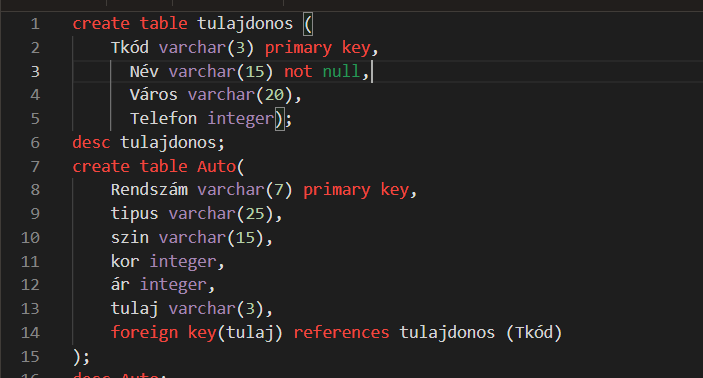 1 create table tulajdonos (
2 Tkód varchar(3) primary key,
3 Név varchar(15) not null,
4 Város varchar(20),
5 Telefon integer);
6 desc tulajdonos;
7 create table Auto(
8 Rendszám varchar(7) primary key,
9 tipus varchar(25),
10 szin varchar(15),
11 kor integer,
12 ár integer,
13 tulaj varchar(3),
14 foreign key(tulaj) references tulajdonos (Tkód)
15 );
16 desc Auto;